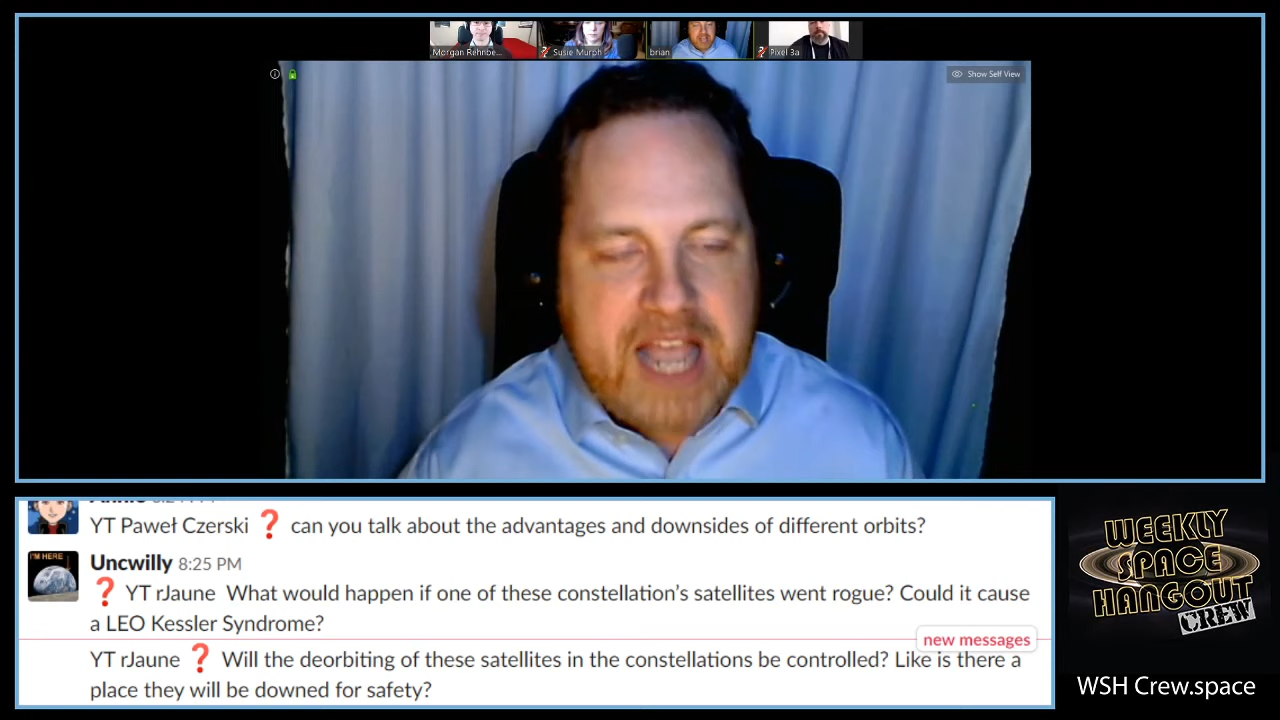 Morgan Rehnbe...
Susie Murph
brian
Pixel 3a
Show Self View
YT Paweł Czerski ❓ can you talk about the advantages and downsides of different orbits?
I'M HERE
Uncwilly 8:25 PM
❓ YT rJaune What would happen if one of these constellation's satellites went rogue? Could it cause
a LEO Kessler Syndrome?
new messages
YT rJaune ❓ Will the deorbiting of these satellites in the constellations be controlled? Like is there a
place they will be downed for safety?
WEEKLY
SPACE
HANGOUT
CREW
WSH Crew.space